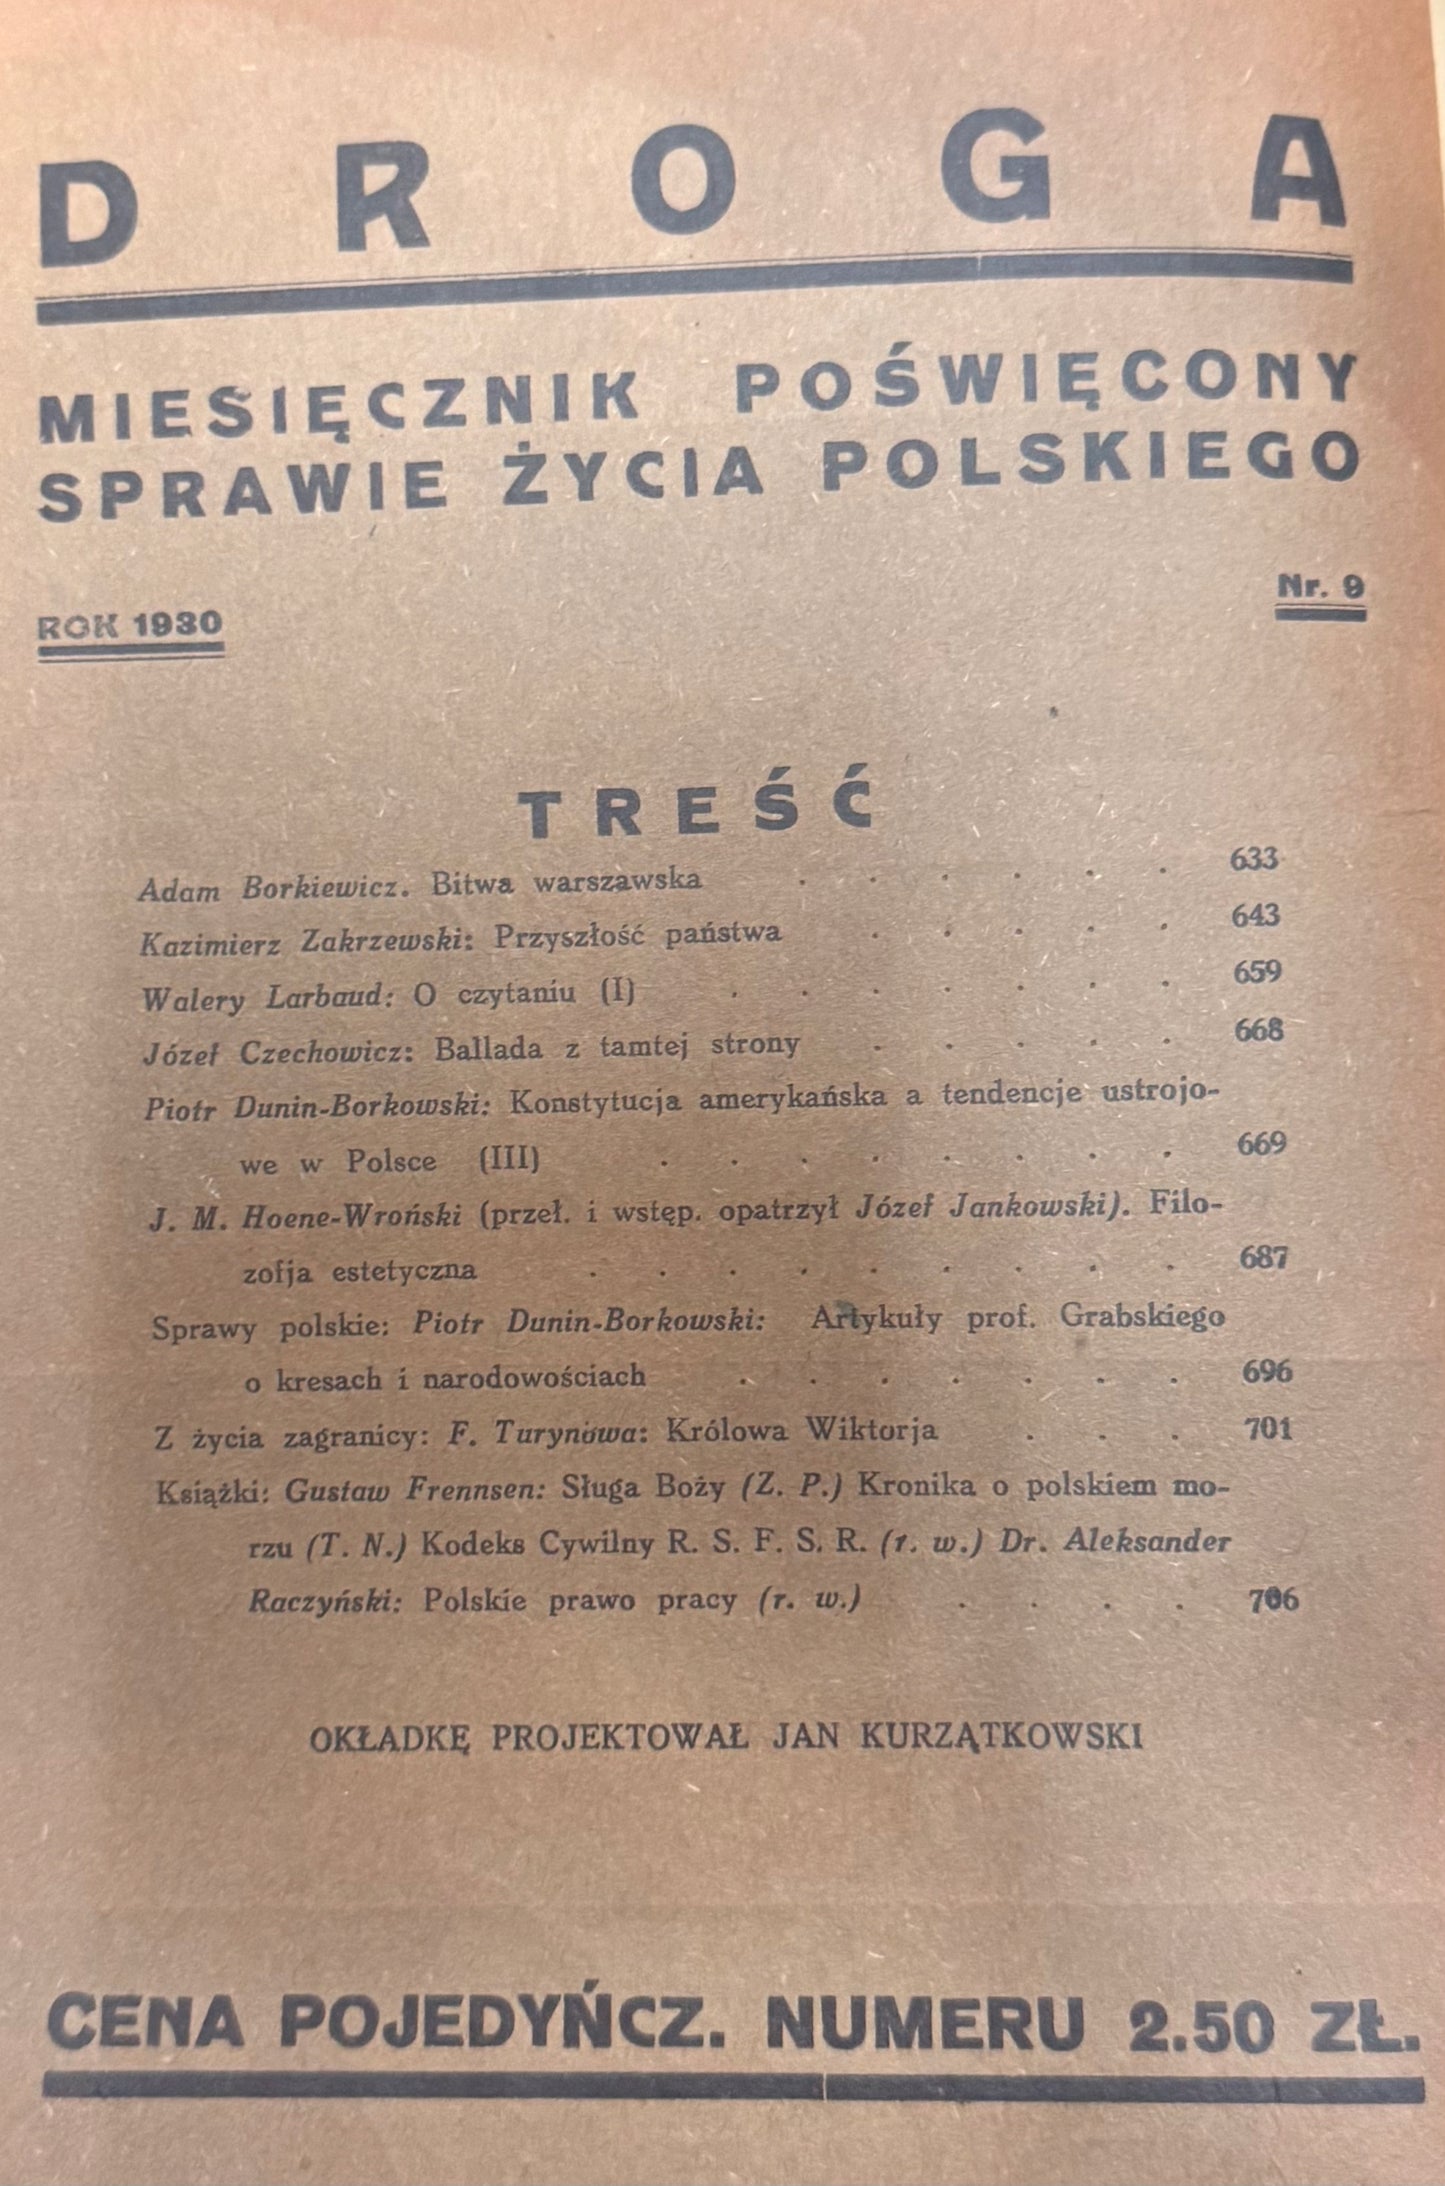 DROGA
MIESIĘCZNIK POŚWIĘCONY
SPRAWIE ŻYCIA POLSKIEGO
ROK 1930 Nr. 9
TREŚĆ
Adam Borkiewicz. Bitwa warszawska . . . . . . 633
Kazimierz Zakrzewski: Przyszłość państwa . . . . . 643
Walery Larbaud: O czytaniu (I) . . . . . . . 659
Józef Czechowicz: Ballada z tamtej strony . . . . . 668
Piotr Dunin-Borkowski: Konstytucja amerykańska a tendencje ustrojo-
we w Polsce (III) . . . . . . . . 669
J. M. Hoene-Wroński (przeł. i wstęp. opatrzył Józef Jankowski). Filo-
zofja estetyczna . . . . . . . . . 687
Sprawy polskie: Piotr Dunin-Borkowski: Artykuły prof. Grabskiego
o kresach i narodowościach . . . . . . . 696
Z życia zagranicy: F. Turynowa: Królowa Wiktorja . . . 701
Książki: Gustaw Frennsen: Sługa Boży (Z. P.) Kronika o polskiem mo-
rzu (T. N.) Kodeks Cywilny R. S. F. S. R. (r. w.) Dr. Aleksander
Raczyński: Polskie prawo pracy (r. w.) . . . . 706
OKŁADKĘ PROJEKTOWAŁ JAN KURZĄTKOWSKI
CENA POJEDYŃCZ. NUMERU 2.50 ZŁ.